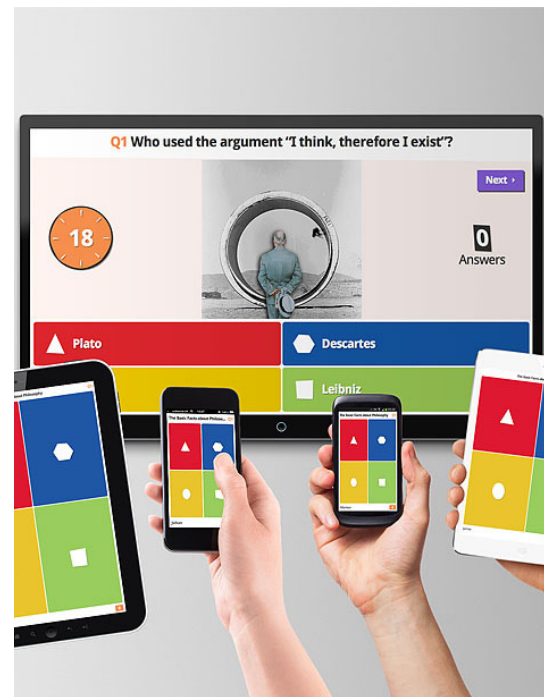 Q1 Who used the argument “I think, therefore I exist”?
Next ›
18
0
Answers
Plato
Descartes
Leibniz
The Basic Facts about Philoso...